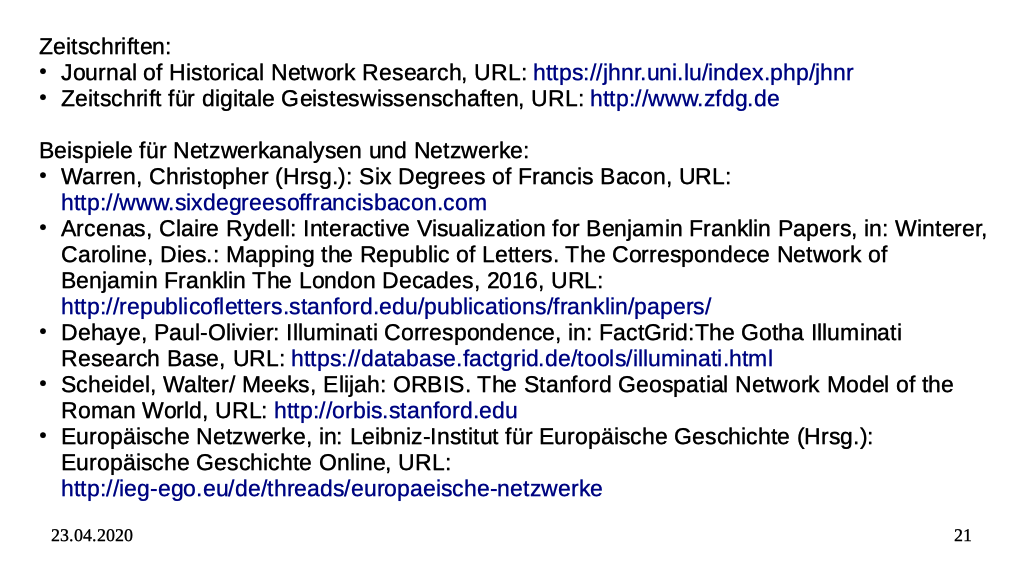 Zeitschriften:
• Journal of Historical Network Research, URL: https://jhnr.uni.lu/index.php/jhnr
• Zeitschrift für digitale Geisteswissenschaften, URL: http://www.zfdg.de
Beispiele für Netzwerkanalysen und Netzwerke:
• Warren, Christopher (Hrsg.): Six Degrees of Francis Bacon, URL:
http://www.sixdegreesoffrancisbacon.com
• Arcenas, Claire Rydell: Interactive Visualization for Benjamin Franklin Papers, in: Winterer,
Caroline, Dies.: Mapping the Republic of Letters. The Correspondece Network of
Benjamin Franklin The London Decades, 2016, URL:
http://republicofletters.stanford.edu/publications/franklin/papers/
• Dehaye, Paul-Olivier: Illuminati Correspondence, in: FactGrid:The Gotha Illuminati
Research Base, URL: https://database.factgrid.de/tools/illuminati.html
• Scheidel, Walter/ Meeks, Elijah: ORBIS. The Stanford Geospatial Network Model of the
Roman World, URL: http://orbis.stanford.edu
• Europäische Netzwerke, in: Leibniz-Institut für Europäische Geschichte (Hrsg.):
Europäische Geschichte Online, URL:
http://ieg-ego.eu/de/threads/europaeische-netzwerke
23.04.2020
21